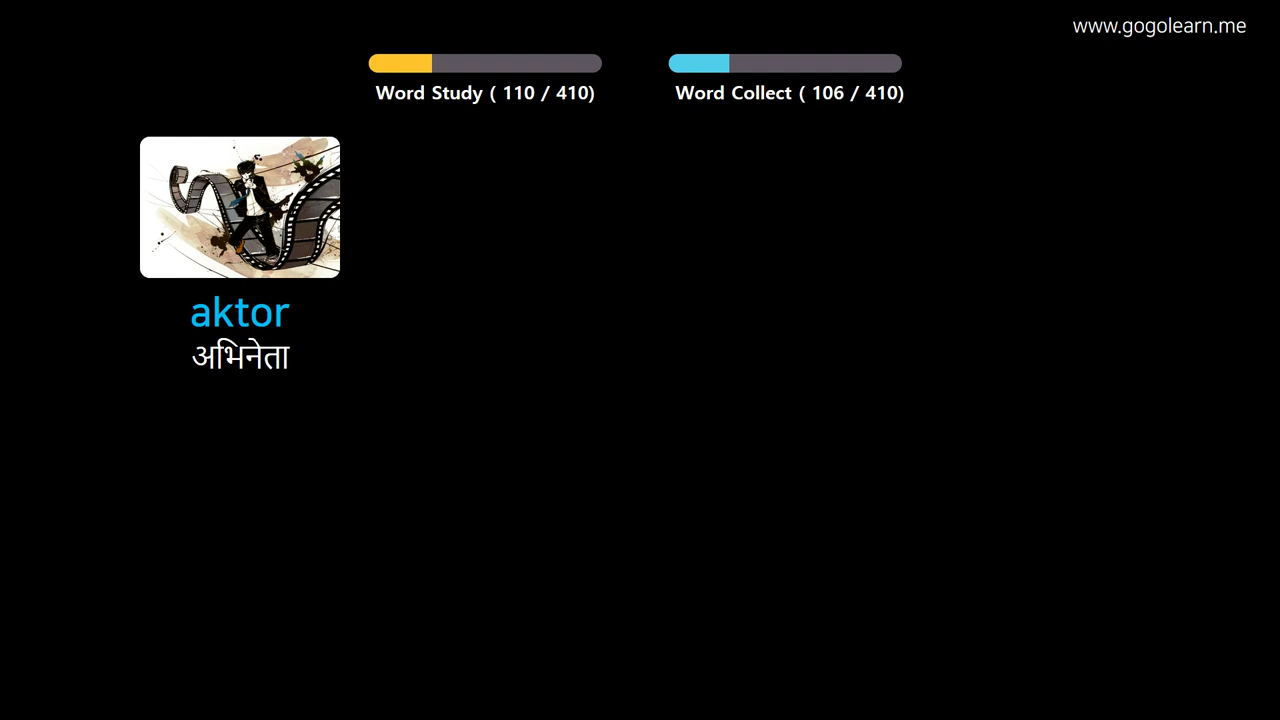 www.gogolearn.me
Word Study ( 110 / 410)
Word Collect ( 106 / 410)
aktor
अभिनेता